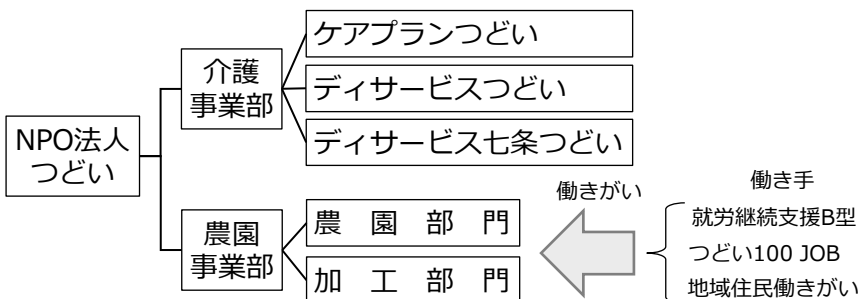 NPO法人
つどい
介護
事業部
ケアプランつどい
ディサービスつどい
ディサービス七条つどい
農園
事業部
農 園 部 門
加 工 部 門
働きがい
働き手
就労継続支援B型
つどい100 JOB
地域住民働きがい